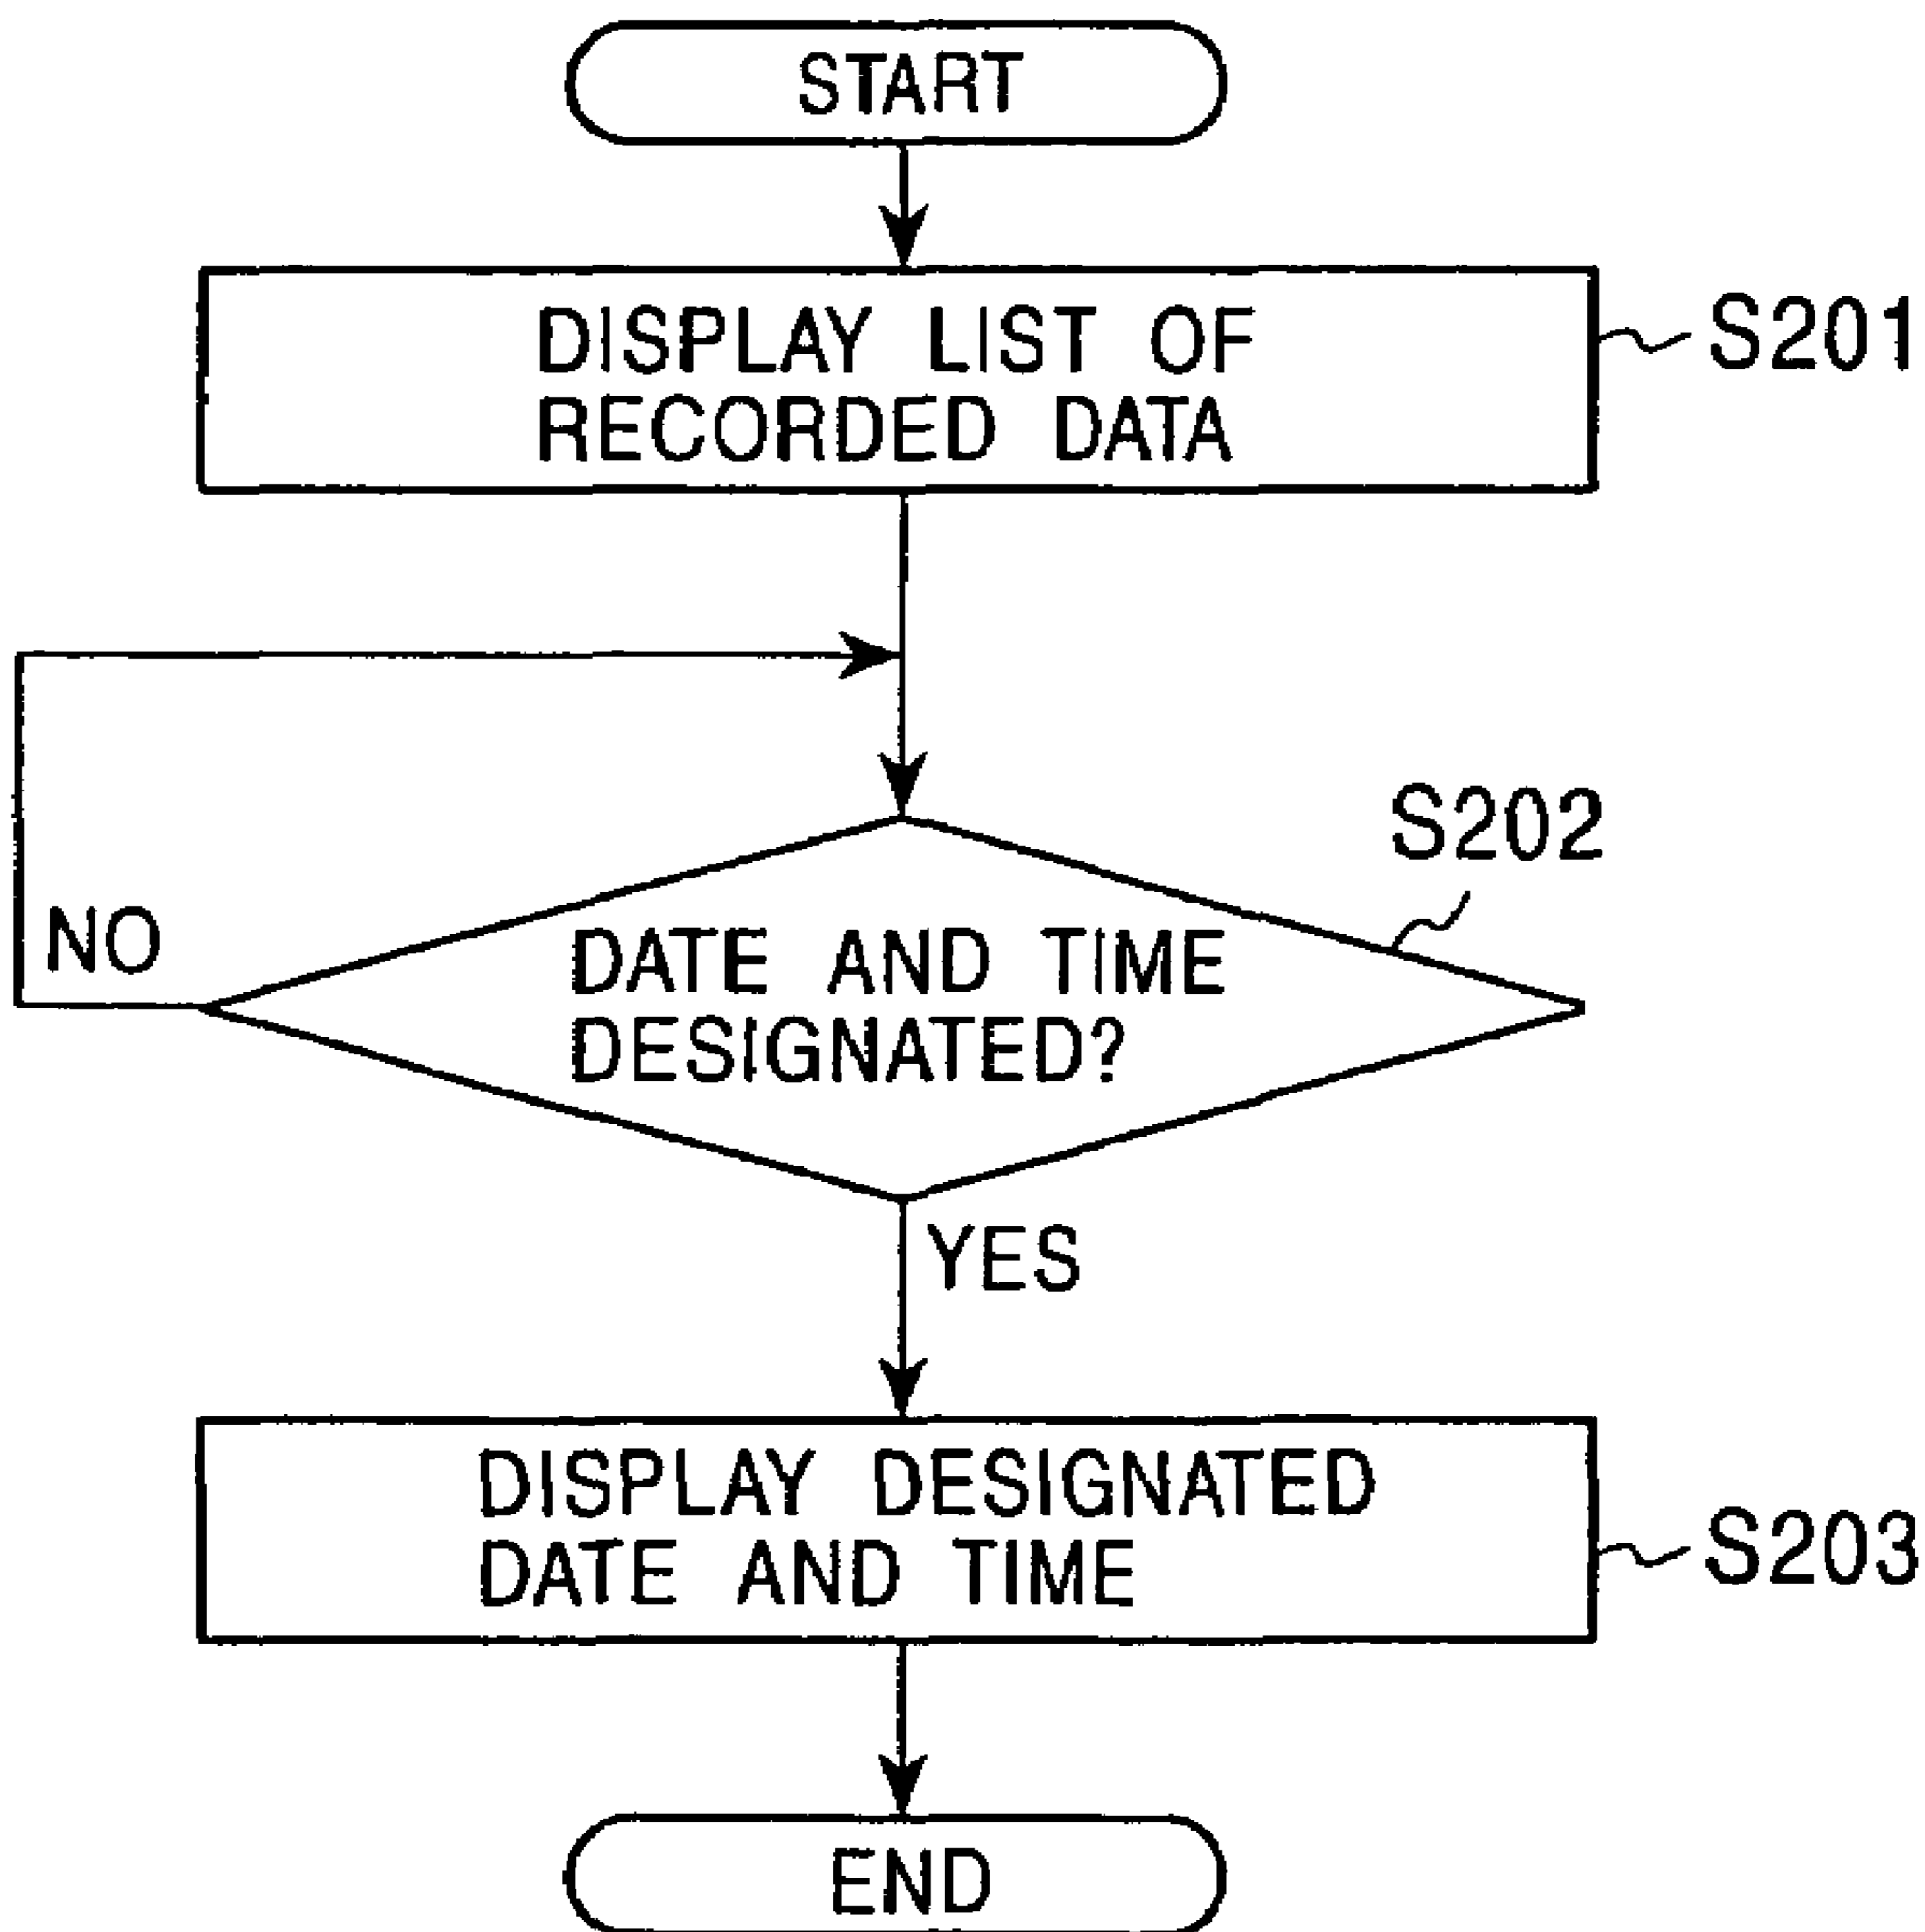 START
DISPLAY LIST OF
RECORDED DATA
S201
S202
NO
DATE AND TIME
DESIGNATED?
YES
DISPLAY DESIGNATED
DATE AND TIME
S203
END